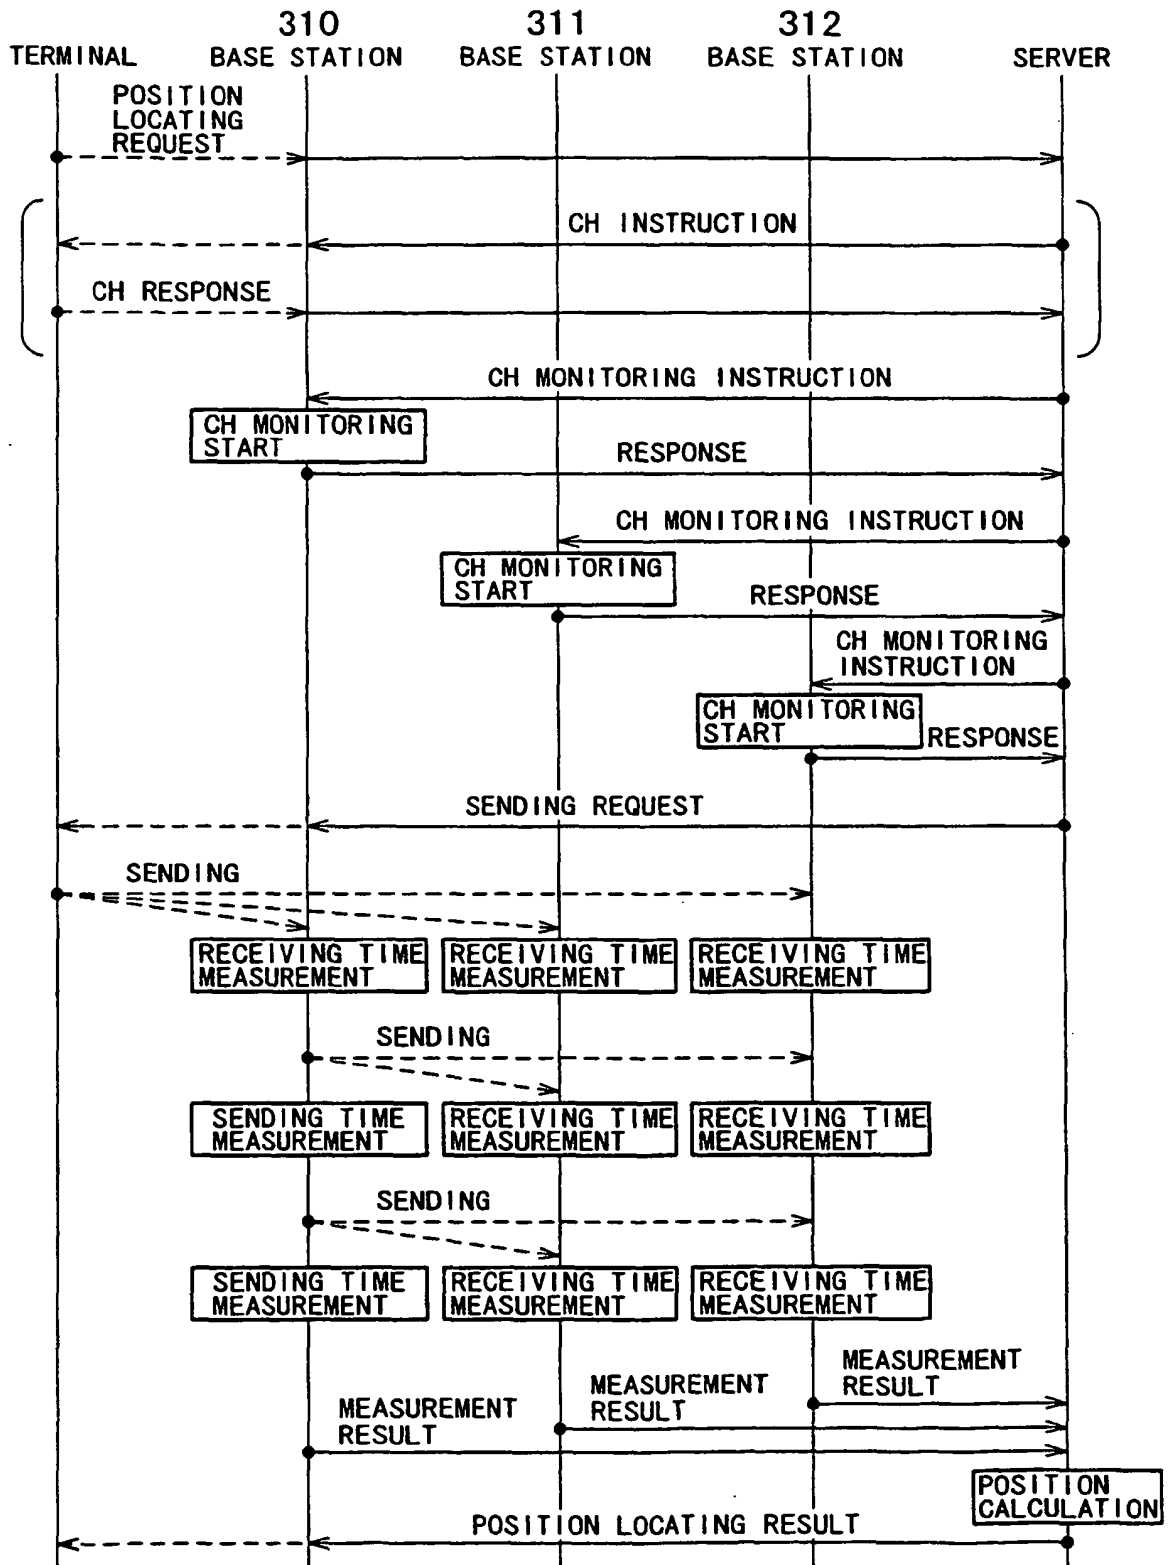 310
311
312
TERMINAL
BASE STATION
BASE STATION
BASE STATION
SERVER
POSITION
LOCATING
REQUEST
CH INSTRUCTION
CH RESPONSE
CH MONITORING INSTRUCTION
CH MONITORING
START
RESPONSE
CH MONITORING INSTRUCTION
CH MONITORING
START
RESPONSE
CH MONITORING
INSTRUCTION
CH MONITORING
START
RESPONSE
SENDING REQUEST
SENDING
RECEIVING TIME
MEASUREMENT
RECEIVING TIME
MEASUREMENT
RECEIVING TIME
MEASUREMENT
SENDING
SENDING TIME
MEASUREMENT
RECEIVING TIME
MEASUREMENT
RECEIVING TIME
MEASUREMENT
SENDING
SENDING TIME
MEASUREMENT
RECEIVING TIME
MEASUREMENT
RECEIVING TIME
MEASUREMENT
MEASUREMENT
RESULT
MEASUREMENT
RESULT
MEASUREMENT
RESULT
POSITION
CALCULATION
POSITION LOCATING RESULT